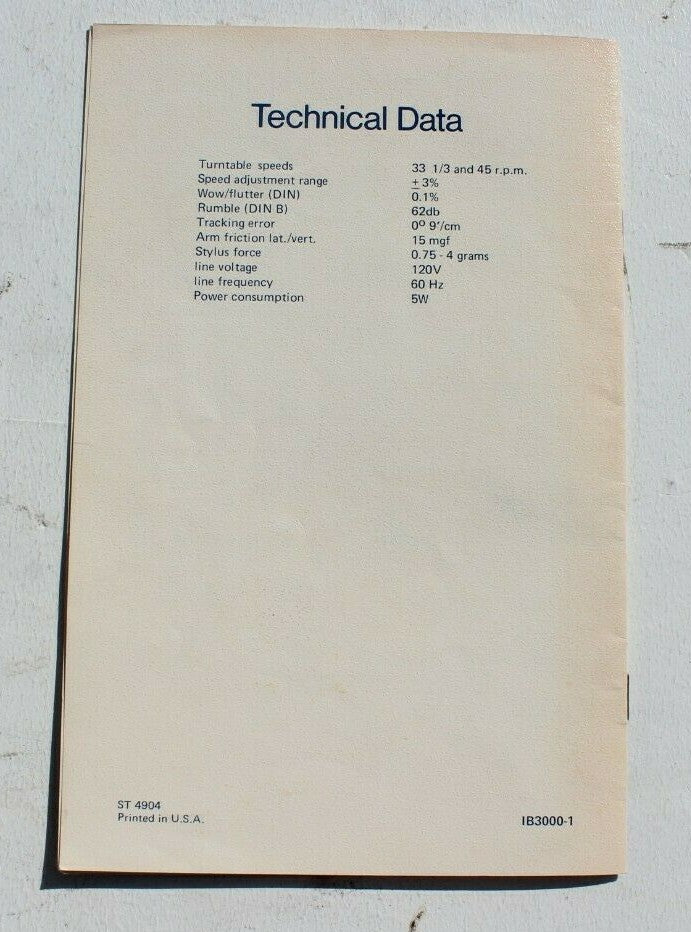 Technical Data
Turntable speeds 33 1/3 and 45 r.p.m.
Speed adjustment range ± 3%
Wow/flutter (DIN) 0.1%
Rumble (DIN B) 62db
Tracking error 0º 9'/cm
Arm friction lat./vert. 15 mgf
Stylus force 0.75 - 4 grams
line voltage 120V
line frequency 60 Hz
Power consumption 5W
ST 4904
Printed in U.S.A.
IB3000-1